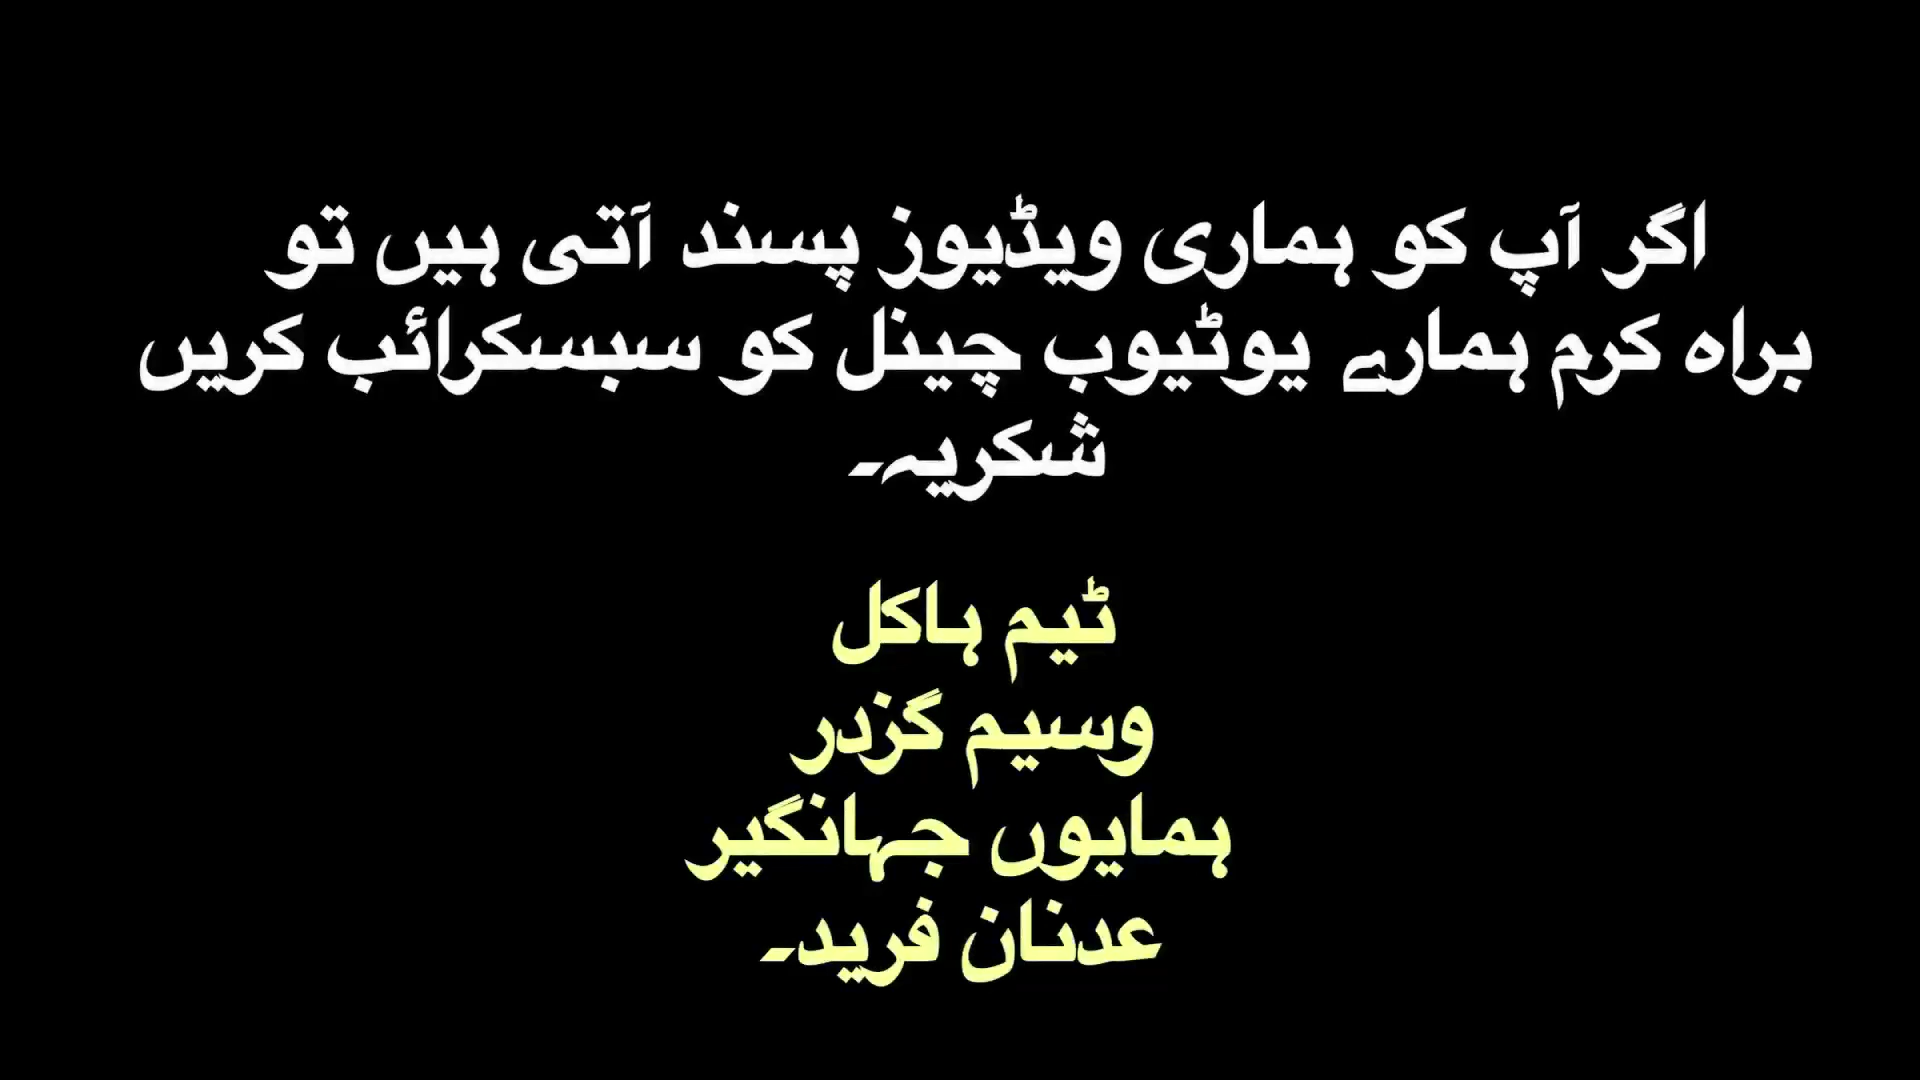 اگر آپ کو ہماری ویڈیوز پسند آتی ہیں تو
براہ کرم ہمارے یوٹیوب چینل کو سبسکرائب کریں
شکریہ۔
ٹیم ہاکل
وسیم گزدر
ہمایوں جہانگیر
عدنان فرید۔